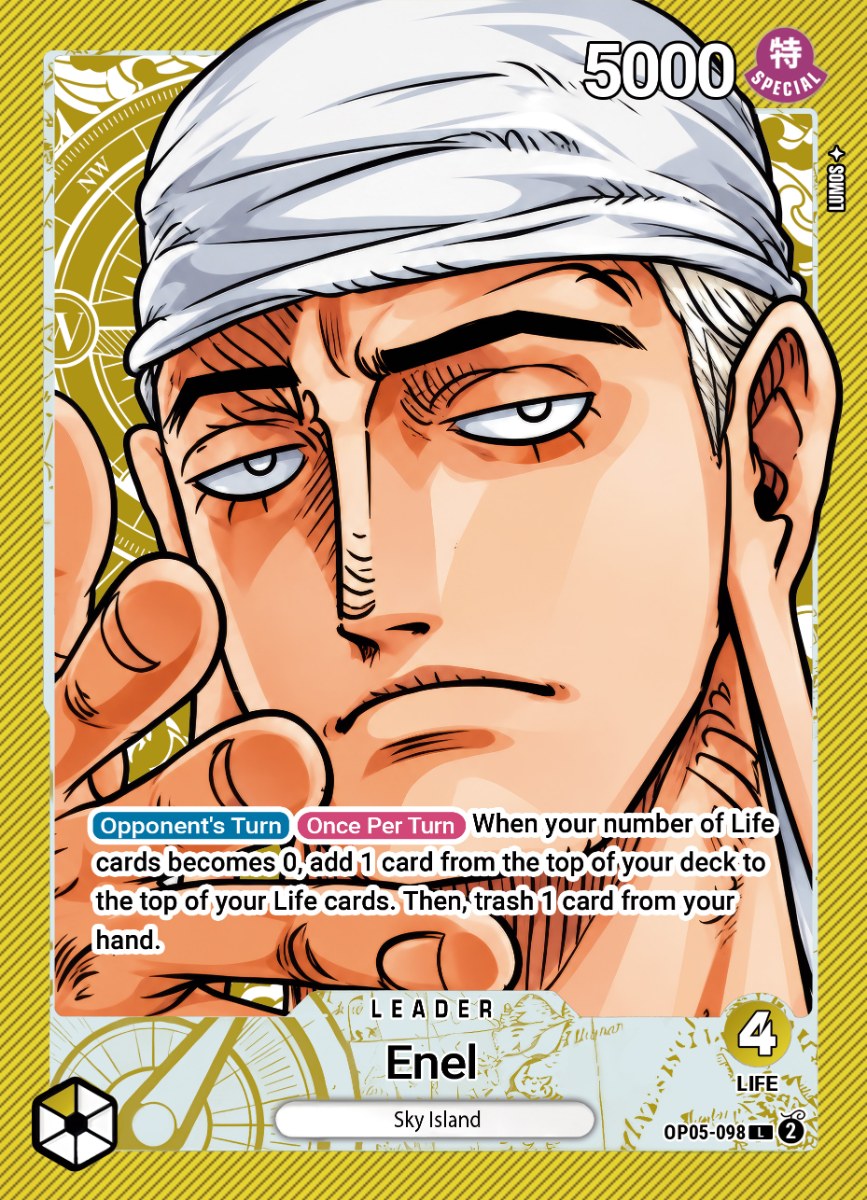 5000
特
SPECIAL
LUMOS
NW
V
Opponent's Turn Once Per Turn When your number of Life
cards becomes 0, add 1 card from the top of your deck to
the top of your Life cards. Then, trash 1 card from your
hand.
LEADER
Enel
4
LIFE
Sky Island
OP05-098 L 2